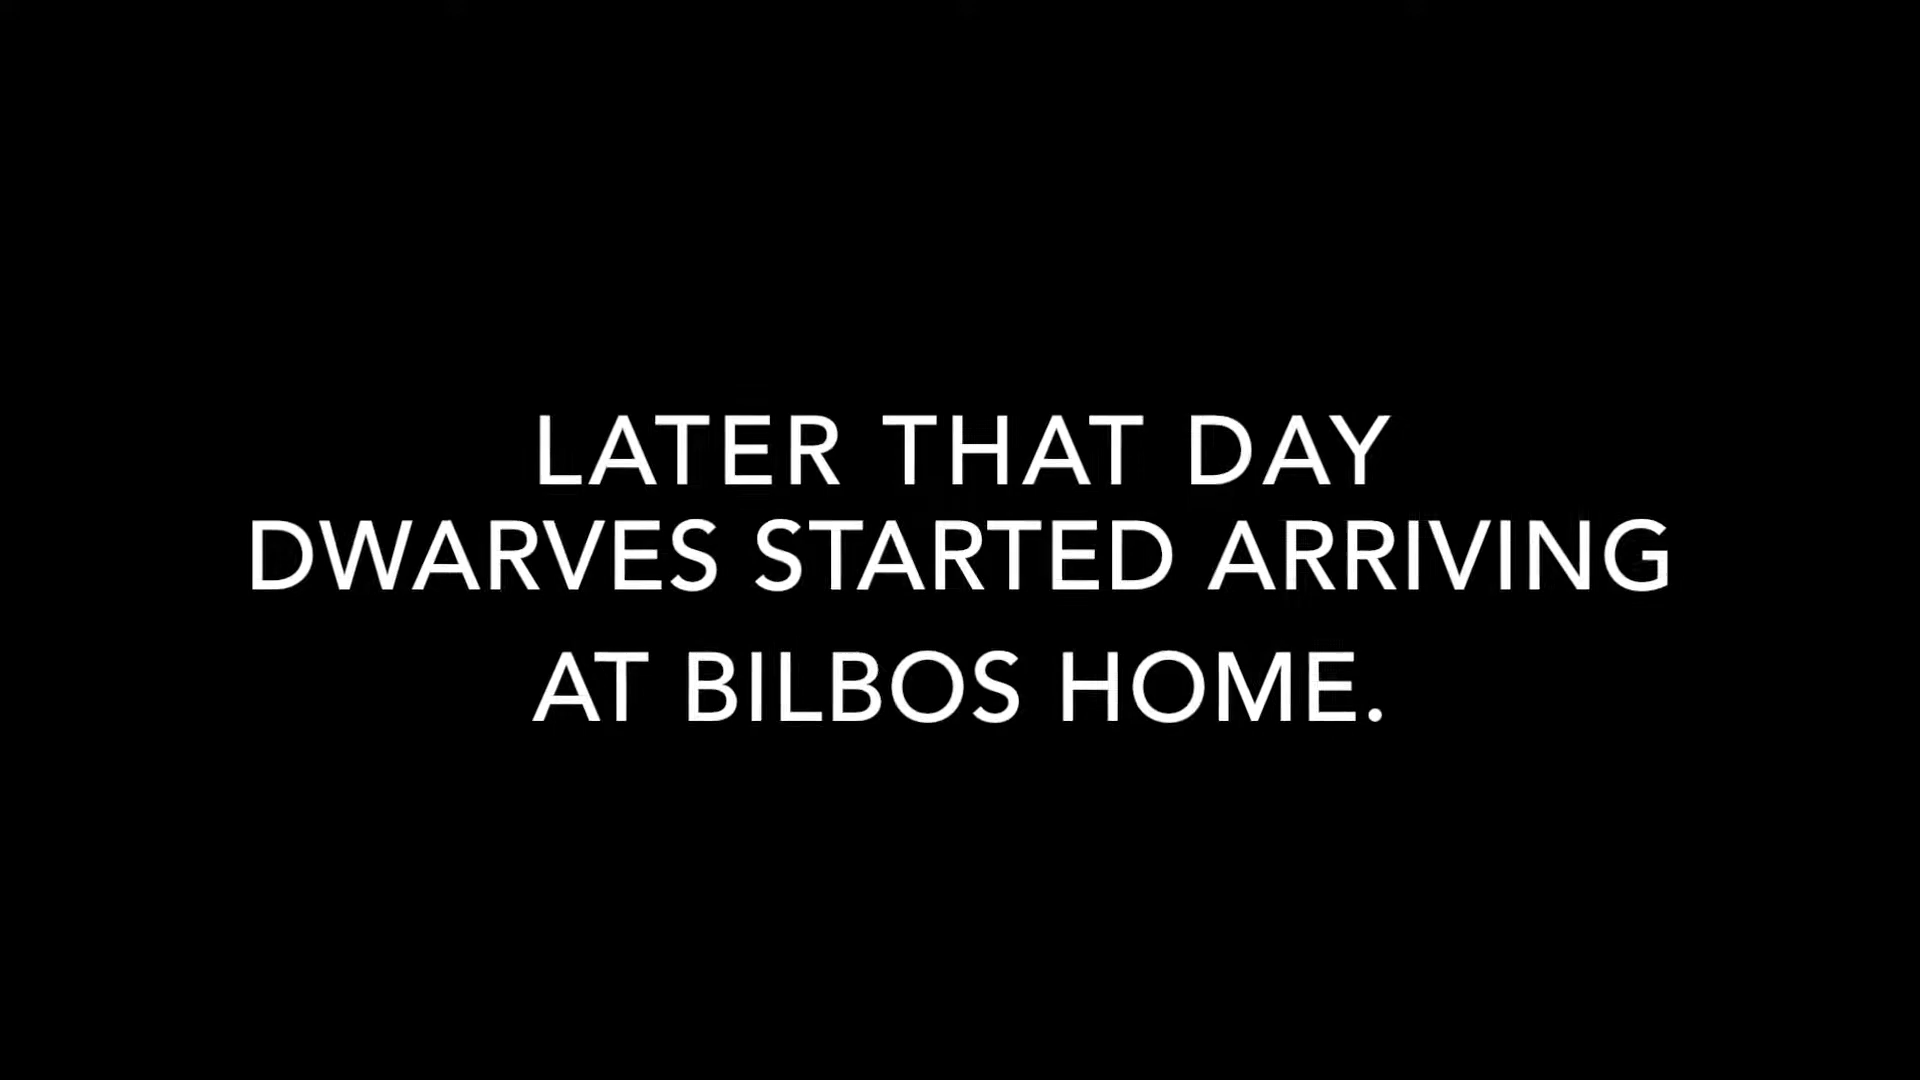 LATER THAT DAY
DWARVES STARTED ARRIVING
AT BILBOS HOME.